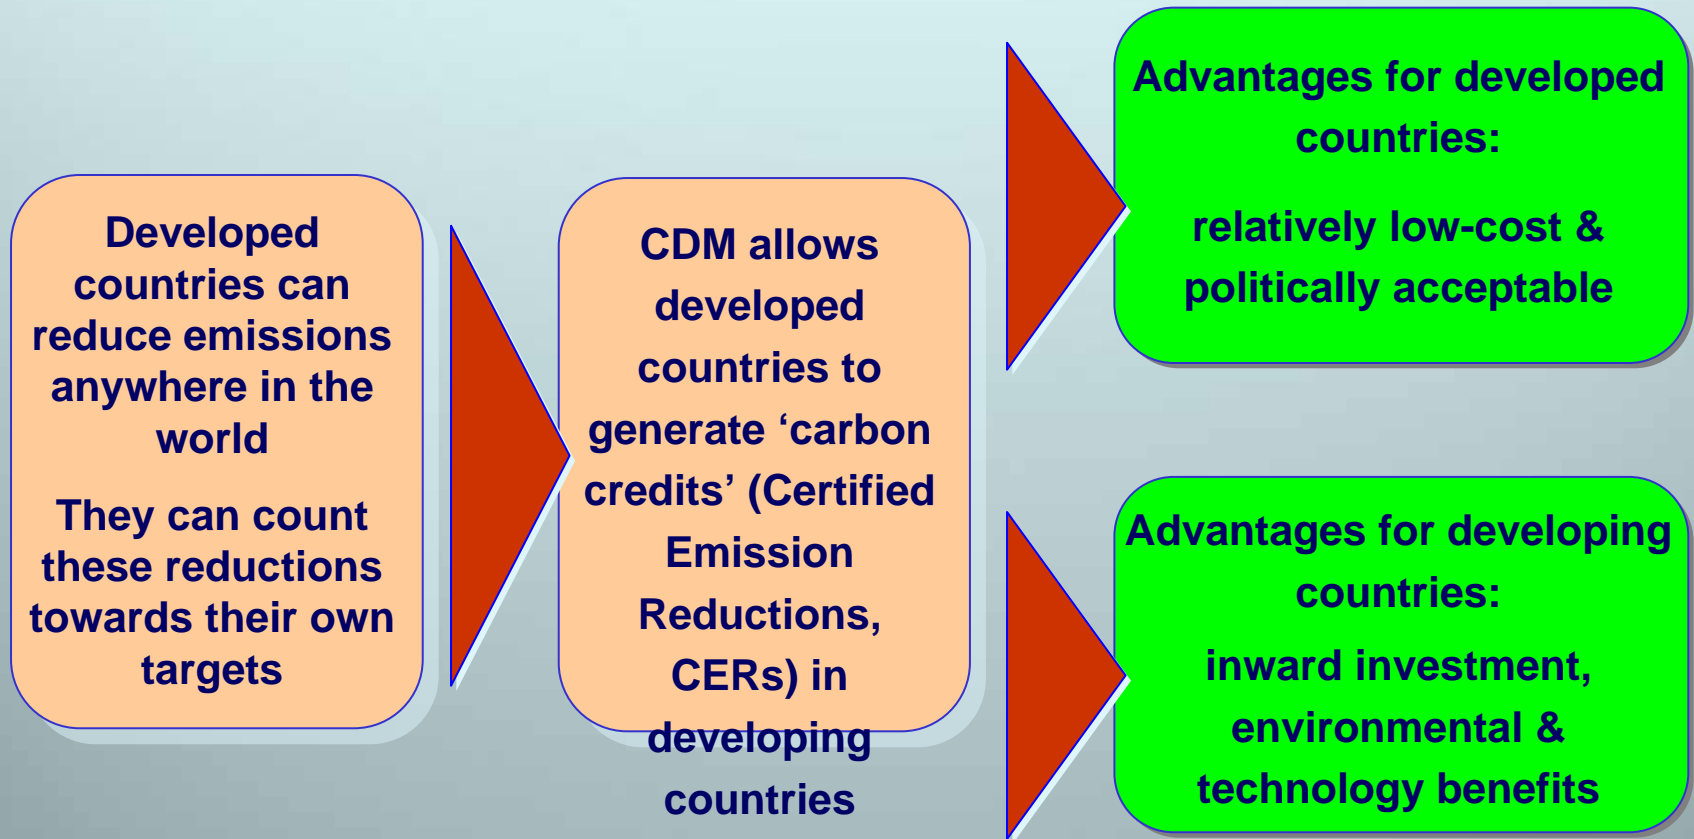 Developed
countries can
reduce emissions
anywhere in the
world
They can count
these reductions
towards their own
targets
CDM allows
developed
countries to
generate ‘carbon
credits’ (Certified
Emission
Reductions,
CERs) in
developing
countries
Advantages for developed
countries:
relatively low-cost &
politically acceptable
Advantages for developing
countries:
inward investment,
environmental &
technology benefits